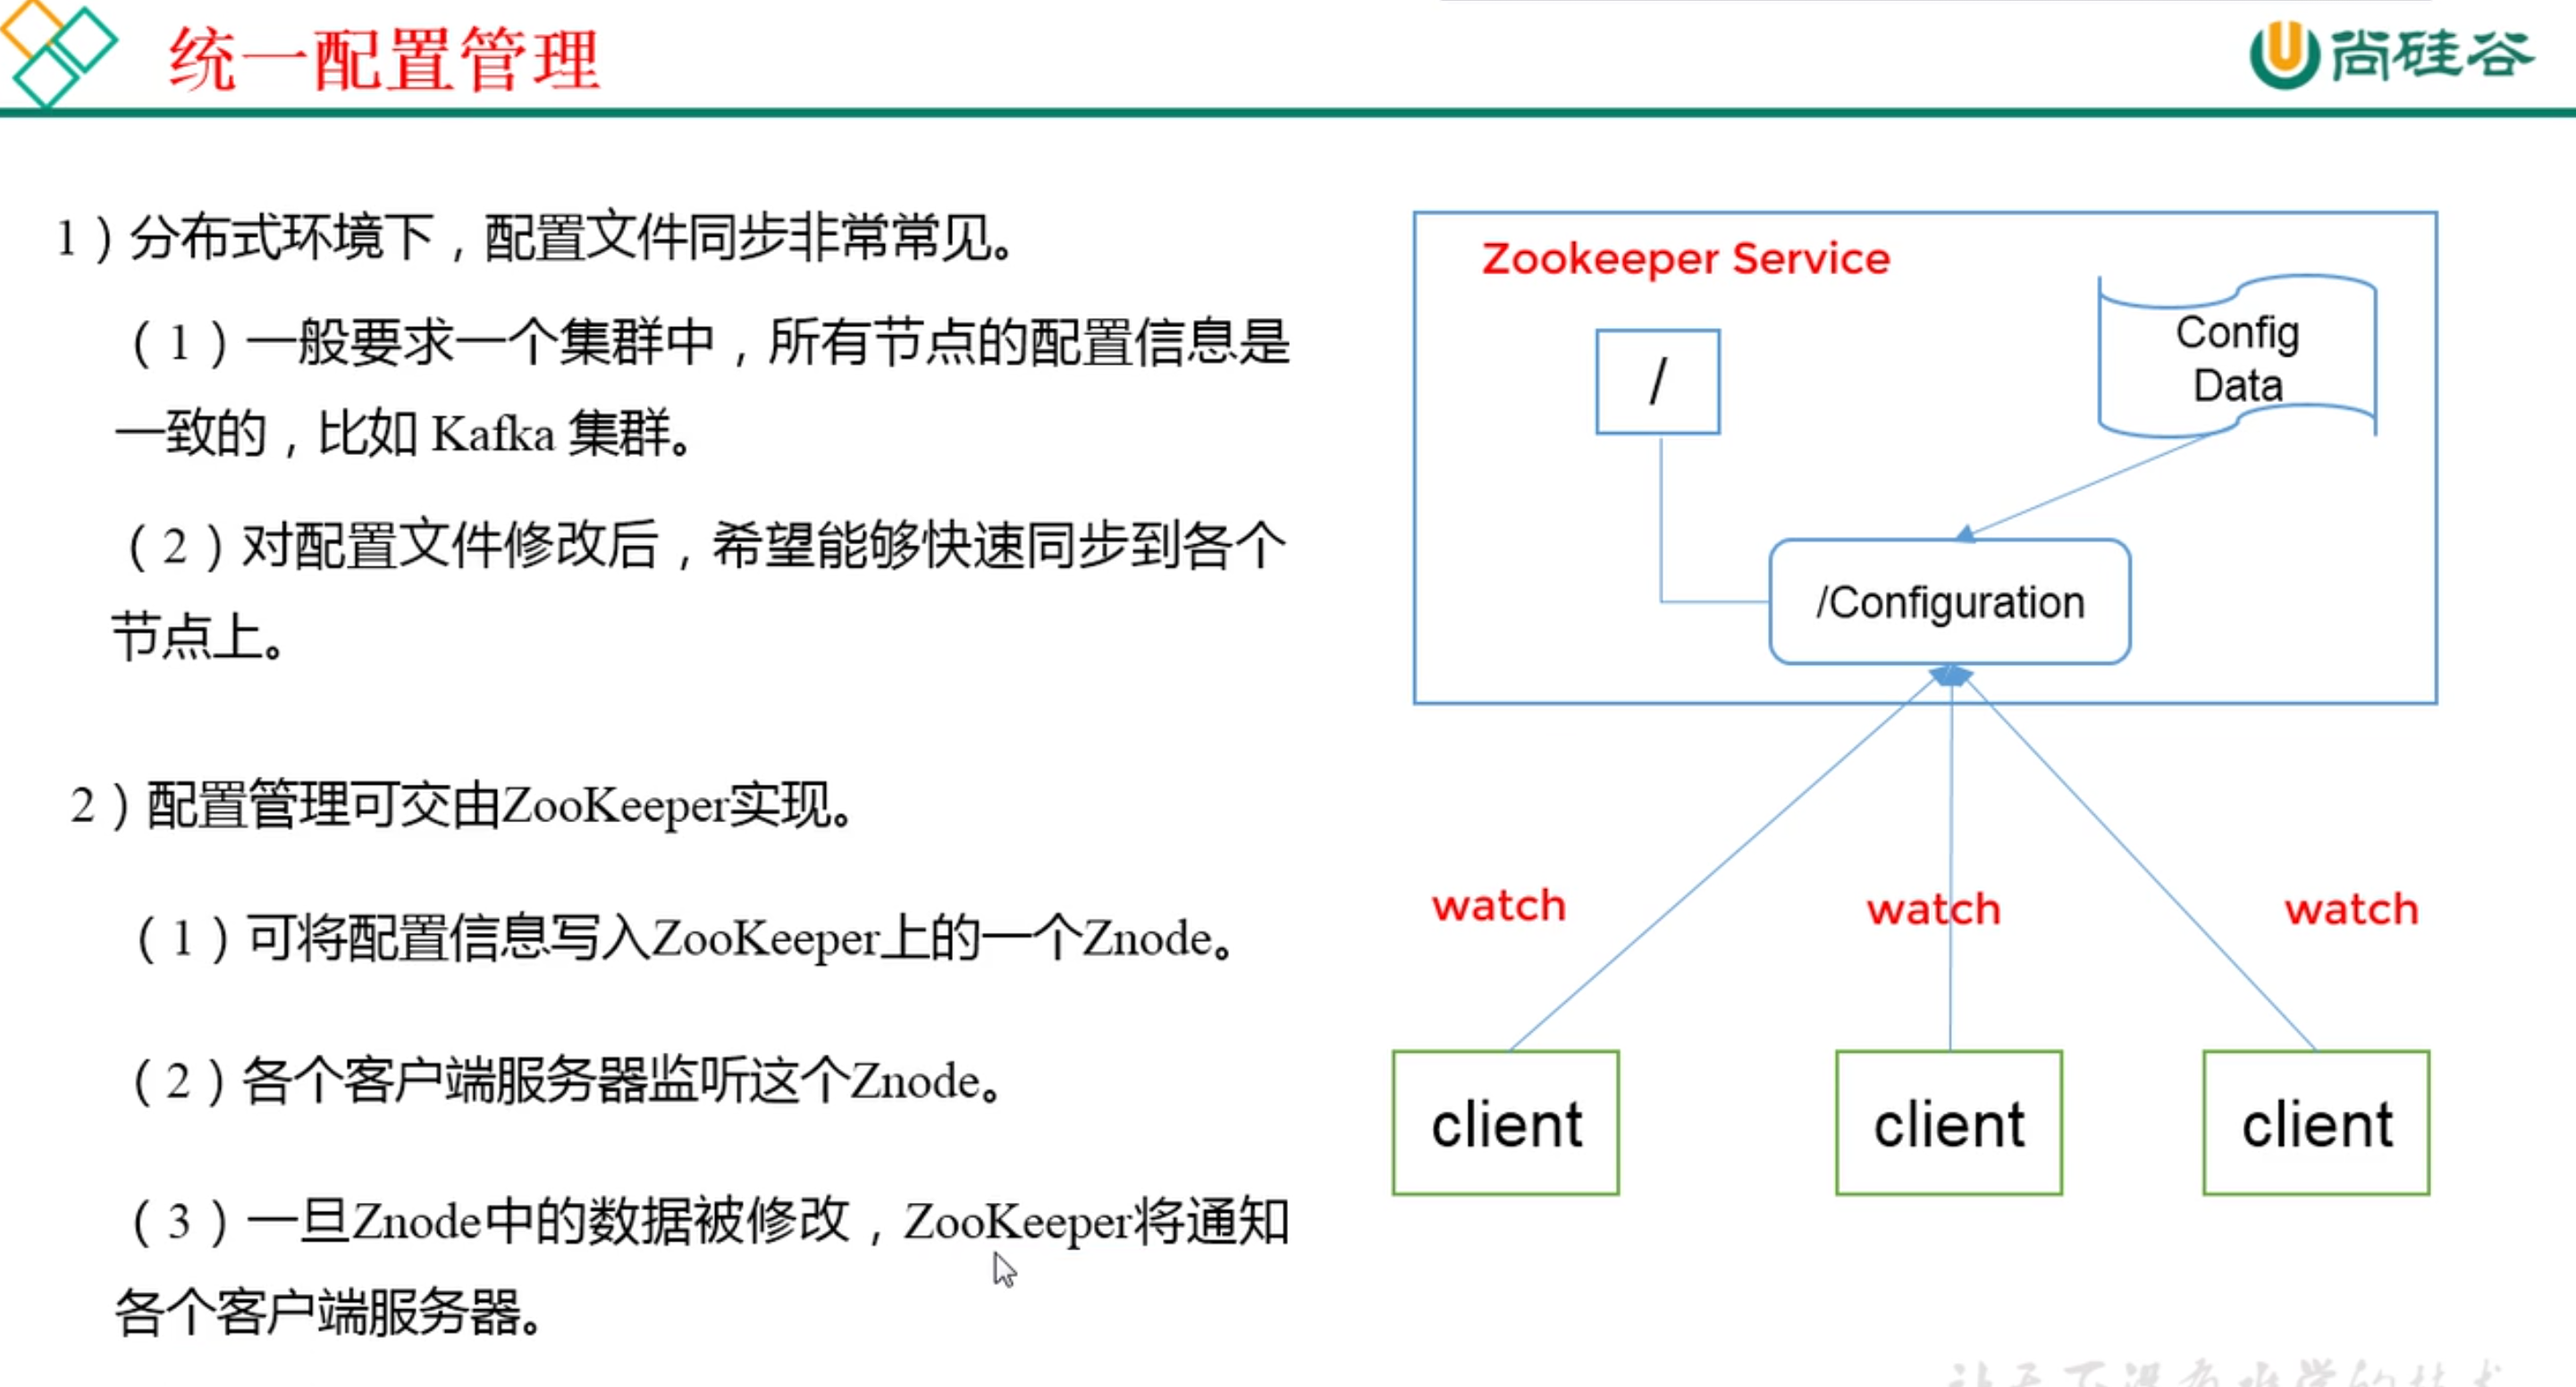 统一配置管理
尚硅谷
1）分布式环境下，配置文件同步非常常见。
（1）一般要求一个集群中，所有节点的配置信息是
一致的，比如 Kafka 集群。
（2）对配置文件修改后，希望能够快速同步到各个
节点上。
2）配置管理可交由ZooKeeper实现。
（1）可将配置信息写入ZooKeeper上的一个Znode。
（2）各个客户端服务器监听这个Znode。
（3）一旦Znode中的数据被修改，ZooKeeper将通知
各个客户端服务器。
Zookeeper Service
/
Config
Data
/Configuration
watch
watch
watch
client
client
client